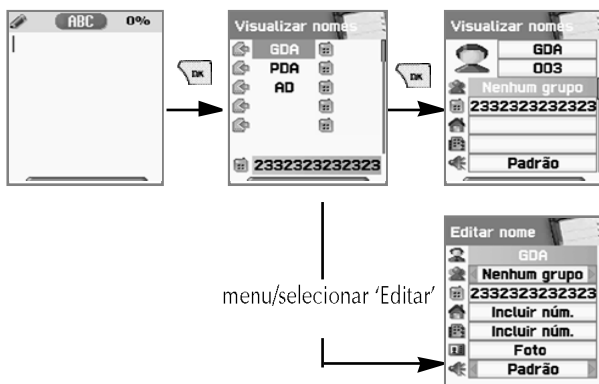 ABC 0%
OK
Visualizar nomes
GDA
PDA
AD
2332323232323
OK
Visualizar nomes
GDA
003
Nenhum grupo
2332323232323
Padrão
menu/selecionar ‘Editar’
Editar nome
GDA
Nenhum grupo
2332323232323
Incluir núm.
Incluir núm.
Foto
Padrão